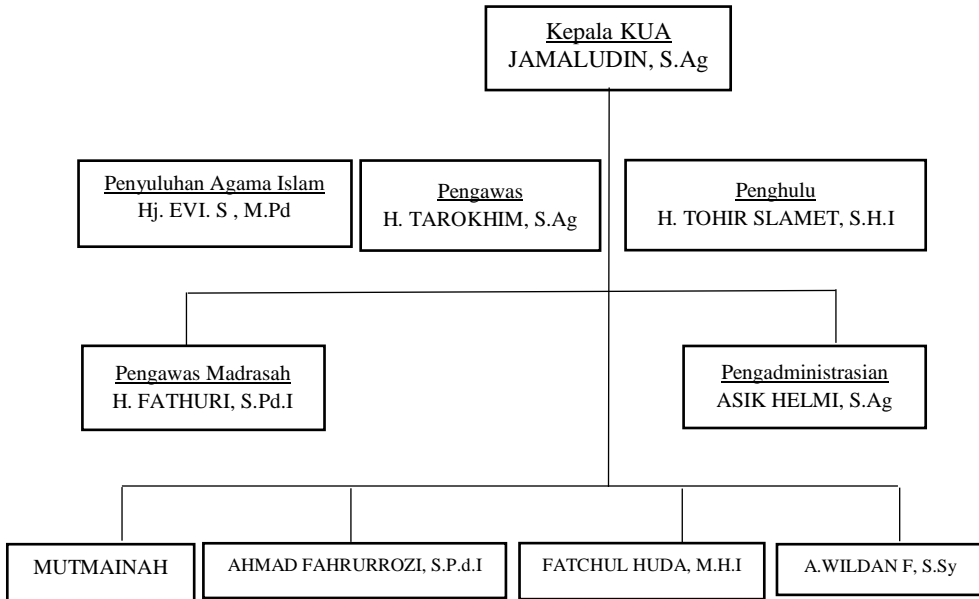 Kepala KUA
JAMALUDIN, S.Ag
Penyuluhan Agama Islam
Hj. EVI. S , M.Pd
Pengawas
H. TAROKHIM, S.Ag
Penghulu
H. TOHIR SLAMET, S.H.I
Pengawas Madrasah
H. FATHURI, S.Pd.I
Pengadministrasian
ASIK HELMI, S.Ag
MUTMAINAH
AHMAD FAHRURROZI, S.P.d.I
FATCHUL HUDA, M.H.I
A.WILDAN F, S.Sy